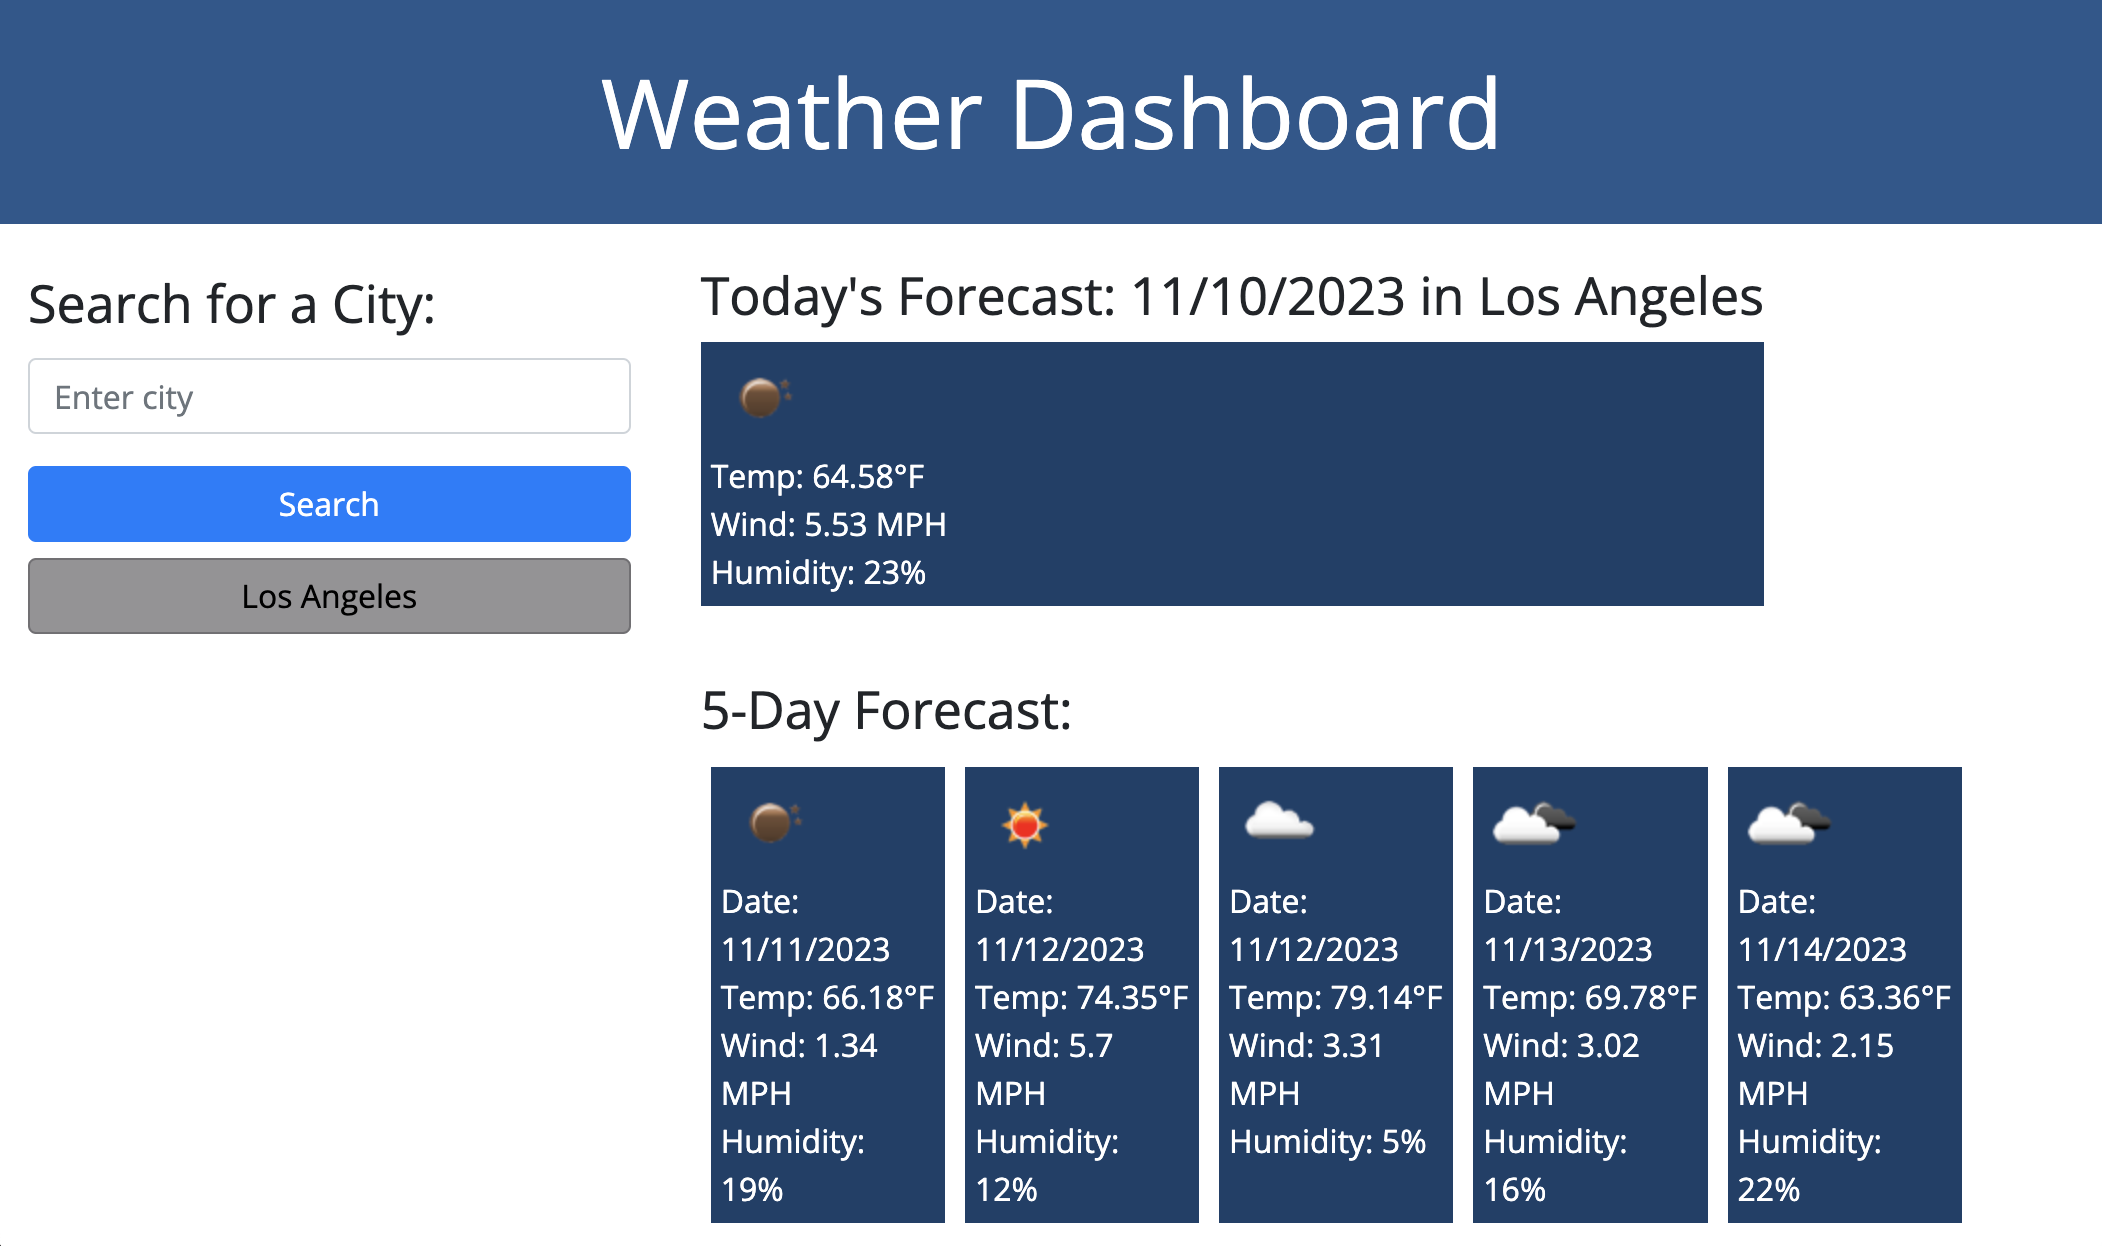 Weather Dashboard
Search for a City:
Enter city
Search
Los Angeles
Today's Forecast: 11/10/2023 in Los Angeles
Temp: 64.58°F
Wind: 5.53 MPH
Humidity: 23%
5-Day Forecast:
Date:
11/11/2023
Temp: 66.18°F
Wind: 1.34
MPH
Humidity:
19%
Date:
11/12/2023
Temp: 74.35°F
Wind: 5.7
MPH
Humidity:
12%
Date:
11/12/2023
Temp: 79.14°F
Wind: 3.31
MPH
Humidity: 5%
Date:
11/13/2023
Temp: 69.78°F
Wind: 3.02
MPH
Humidity:
16%
Date:
11/14/2023
Temp: 63.36°F
Wind: 2.15
MPH
Humidity:
22%